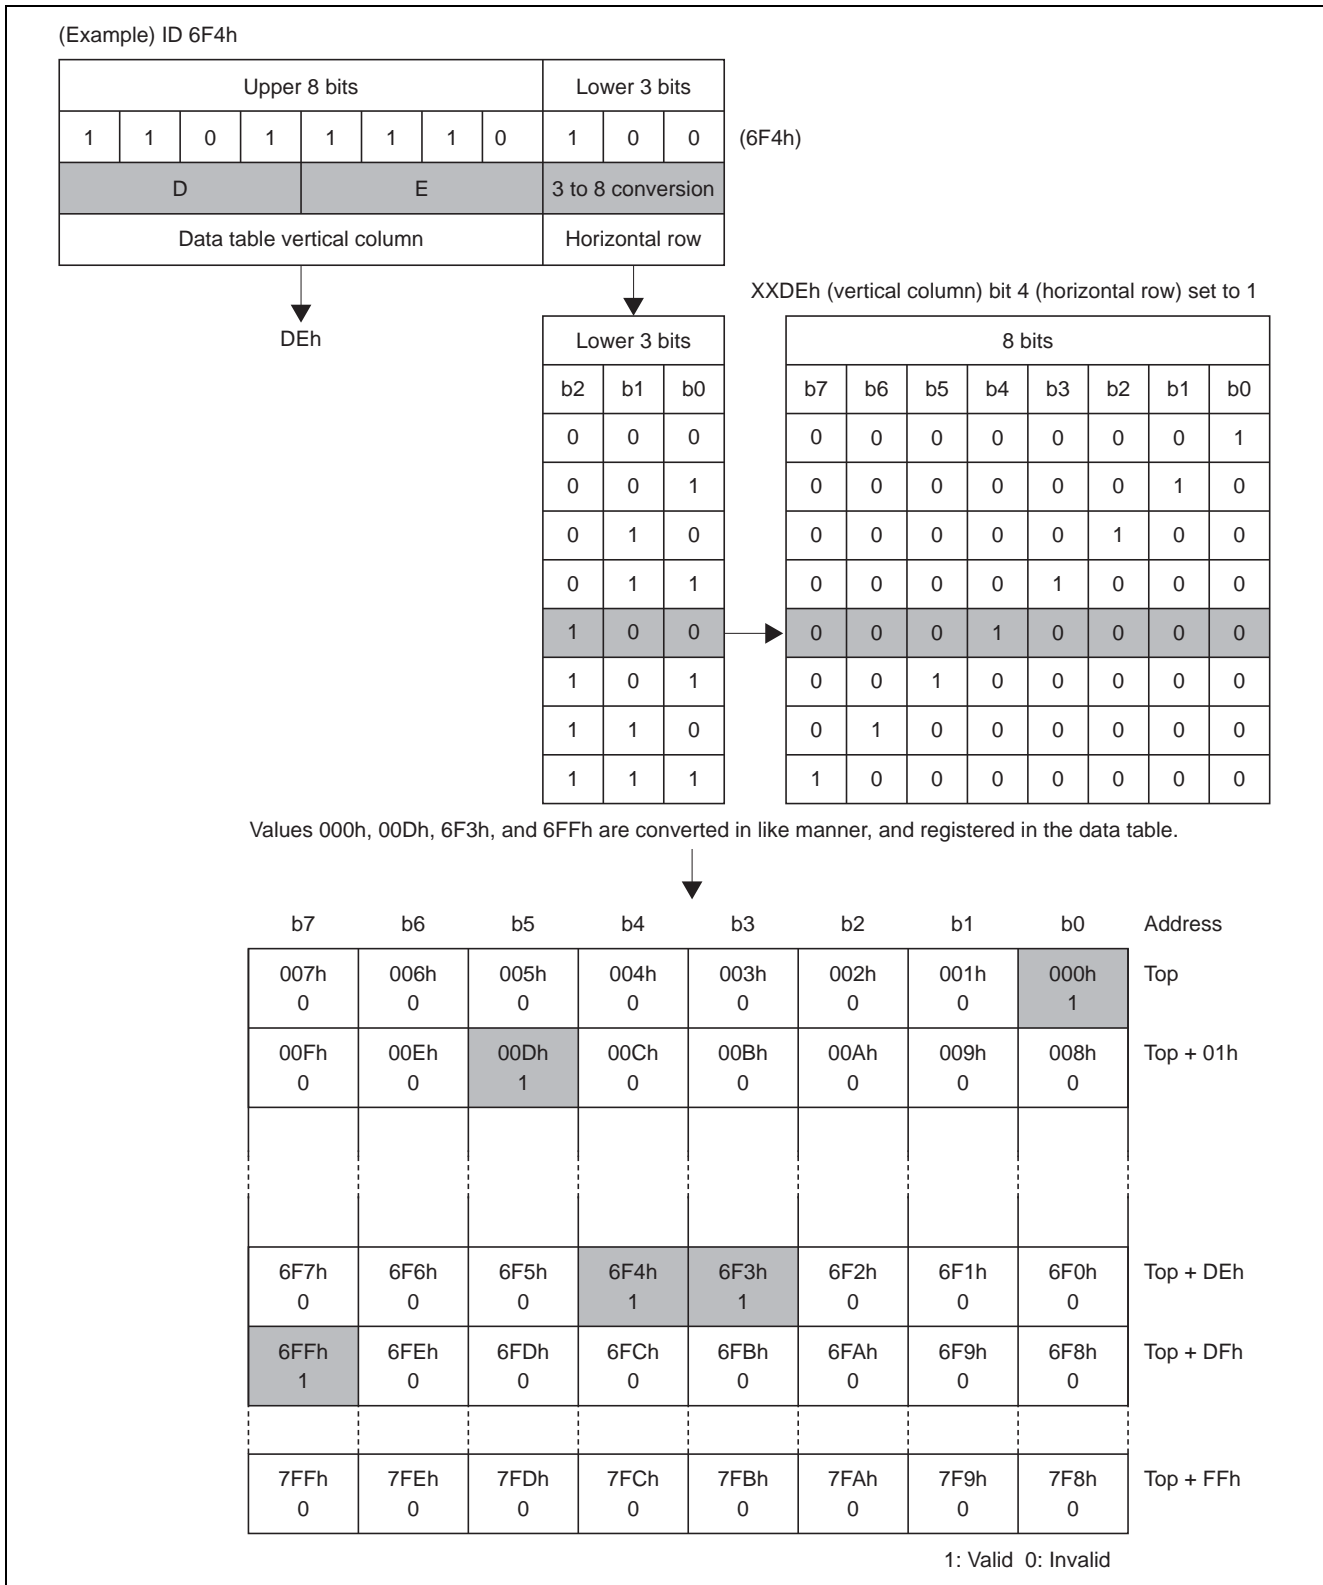 (Example) ID 6F4h
Upper 8 bits Lower 3 bits
1 1 0 1 1 1 1 0 1 0 0 (6F4h)
D E 3 to 8 conversion
Data table vertical column Horizontal row
DEh
XXDEh (vertical column) bit 4 (horizontal row) set to 1
Lower 3 bits 8 bits
b2 b1 b0 b7 b6 b5 b4 b3 b2 b1 b0
0 0 0 0 0 0 0 0 0 0 1
0 0 1 0 0 0 0 0 0 1 0
0 1 0 0 0 0 0 0 1 0 0
0 1 1 0 0 0 0 1 0 0 0
1 0 0 0 0 0 1 0 0 0 0
1 0 1 0 0 1 0 0 0 0 0
1 1 0 0 1 0 0 0 0 0 0
1 1 1 1 0 0 0 0 0 0 0
Values 000h, 00Dh, 6F3h, and 6FFh are converted in like manner, and registered in the data table.
b7 b6 b5 b4 b3 b2 b1 b0 Address
007h 006h 005h 004h 003h 002h 001h 000h Top
0 0 0 0 0 0 0 1
00Fh 00Eh 00Dh 00Ch 00Bh 00Ah 009h 008h Top + 01h
0 0 1 0 0 0 0 0
6F7h 6F6h 6F5h 6F4h 6F3h 6F2h 6F1h 6F0h Top + DEh
0 0 0 1 1 0 0 0
6FFh 6FEh 6FDh 6FCh 6FBh 6FAh 6F9h 6F8h Top + DFh
1 0 0 0 0 0 0 0
7FFh 7FEh 7FDh 7FCh 7FBh 7FAh 7F9h 7F8h Top + FFh
0 0 0 0 0 0 0 0
1: Valid 0: Invalid